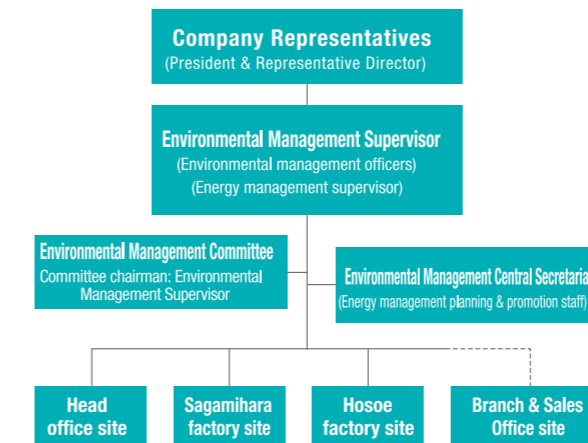 Company Representatives
(President & Representative Director)
Environmental Management Supervisor
(Environmental management officers)
(Energy management supervisor)
Environmental Management Committee
Committee chairman: Environmental
Management Supervisor
Environmental Management Central Secretaria
(Energy management planning & promotion staff)
Head
office site
Sagamihara
factory site
Hosoe
factory site
Branch & Sales
Office site